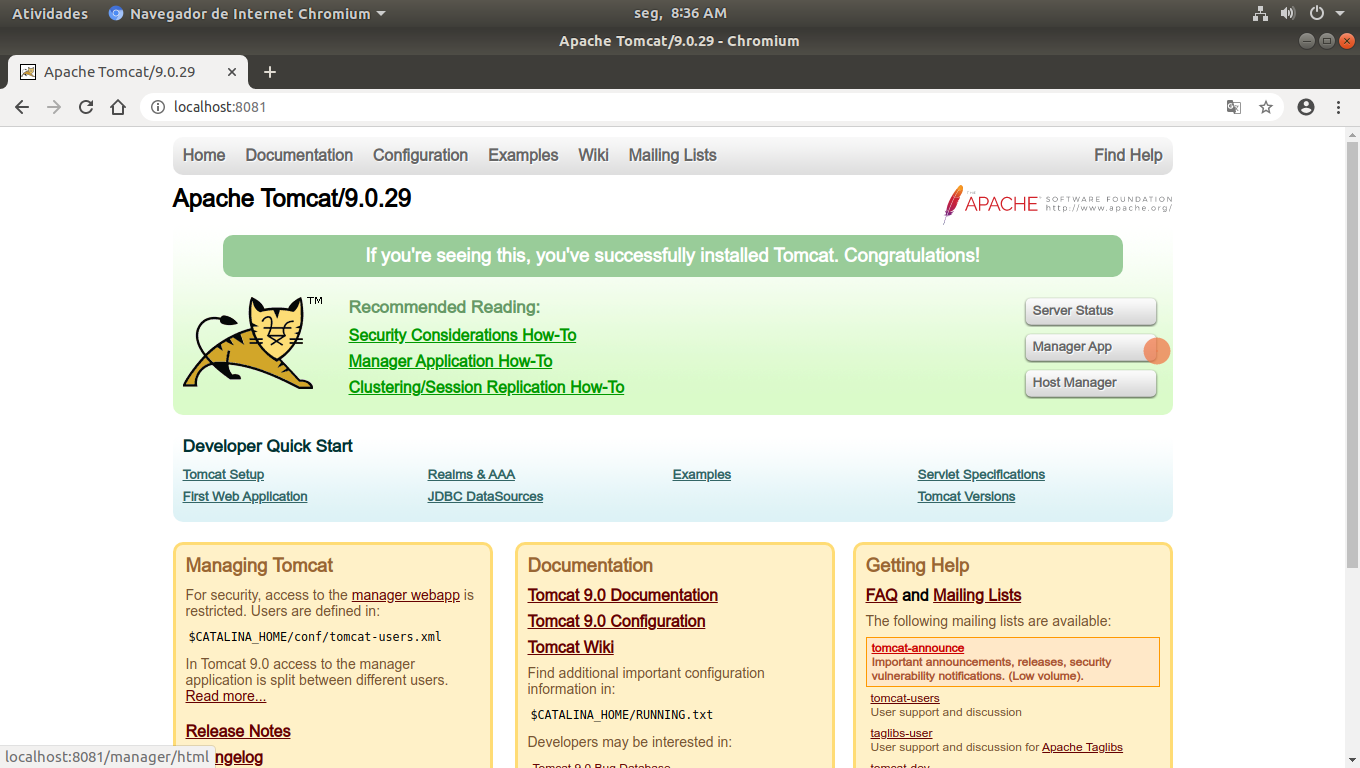 Atividades Navegador de Internet Chromium seg, 8:36 AM
Apache Tomcat/9.0.29 - Chromium
Apache Tomcat/9.0.29
localhost:8081
Home Documentation Configuration Examples Wiki Mailing Lists Find Help
Apache Tomcat/9.0.29
THE
APACHE SOFTWARE FOUNDATION
http://www.apache.org/
If you're seeing this, you've successfully installed Tomcat. Congratulations!
TM
Recommended Reading:
Security Considerations How-To
Manager Application How-To
Clustering/Session Replication How-To
Server Status
Manager App
Host Manager
Developer Quick Start
Tomcat Setup
First Web Application
Realms & AAA
JDBC DataSources
Examples
Servlet Specifications
Tomcat Versions
Managing Tomcat
For security, access to the manager webapp is
restricted. Users are defined in:
$CATALINA_HOME/conf/tomcat-users.xml
In Tomcat 9.0 access to the manager
application is split between different users.
Read more...
Release Notes
ngelog
Documentation
Tomcat 9.0 Documentation
Tomcat 9.0 Configuration
Tomcat Wiki
Find additional important configuration
information in:
$CATALINA_HOME/RUNNING.txt
Developers may be interested in:
Tomcat 9.0 Bug Database
Getting Help
FAQ and Mailing Lists
The following mailing lists are available:
tomcat-announce
Important announcements, releases, security
vulnerability notifications. (Low volume).
tomcat-users
User support and discussion
taglibs-user
User support and discussion for Apache Taglibs
tomcat-dev
localhost:8081/manager/html